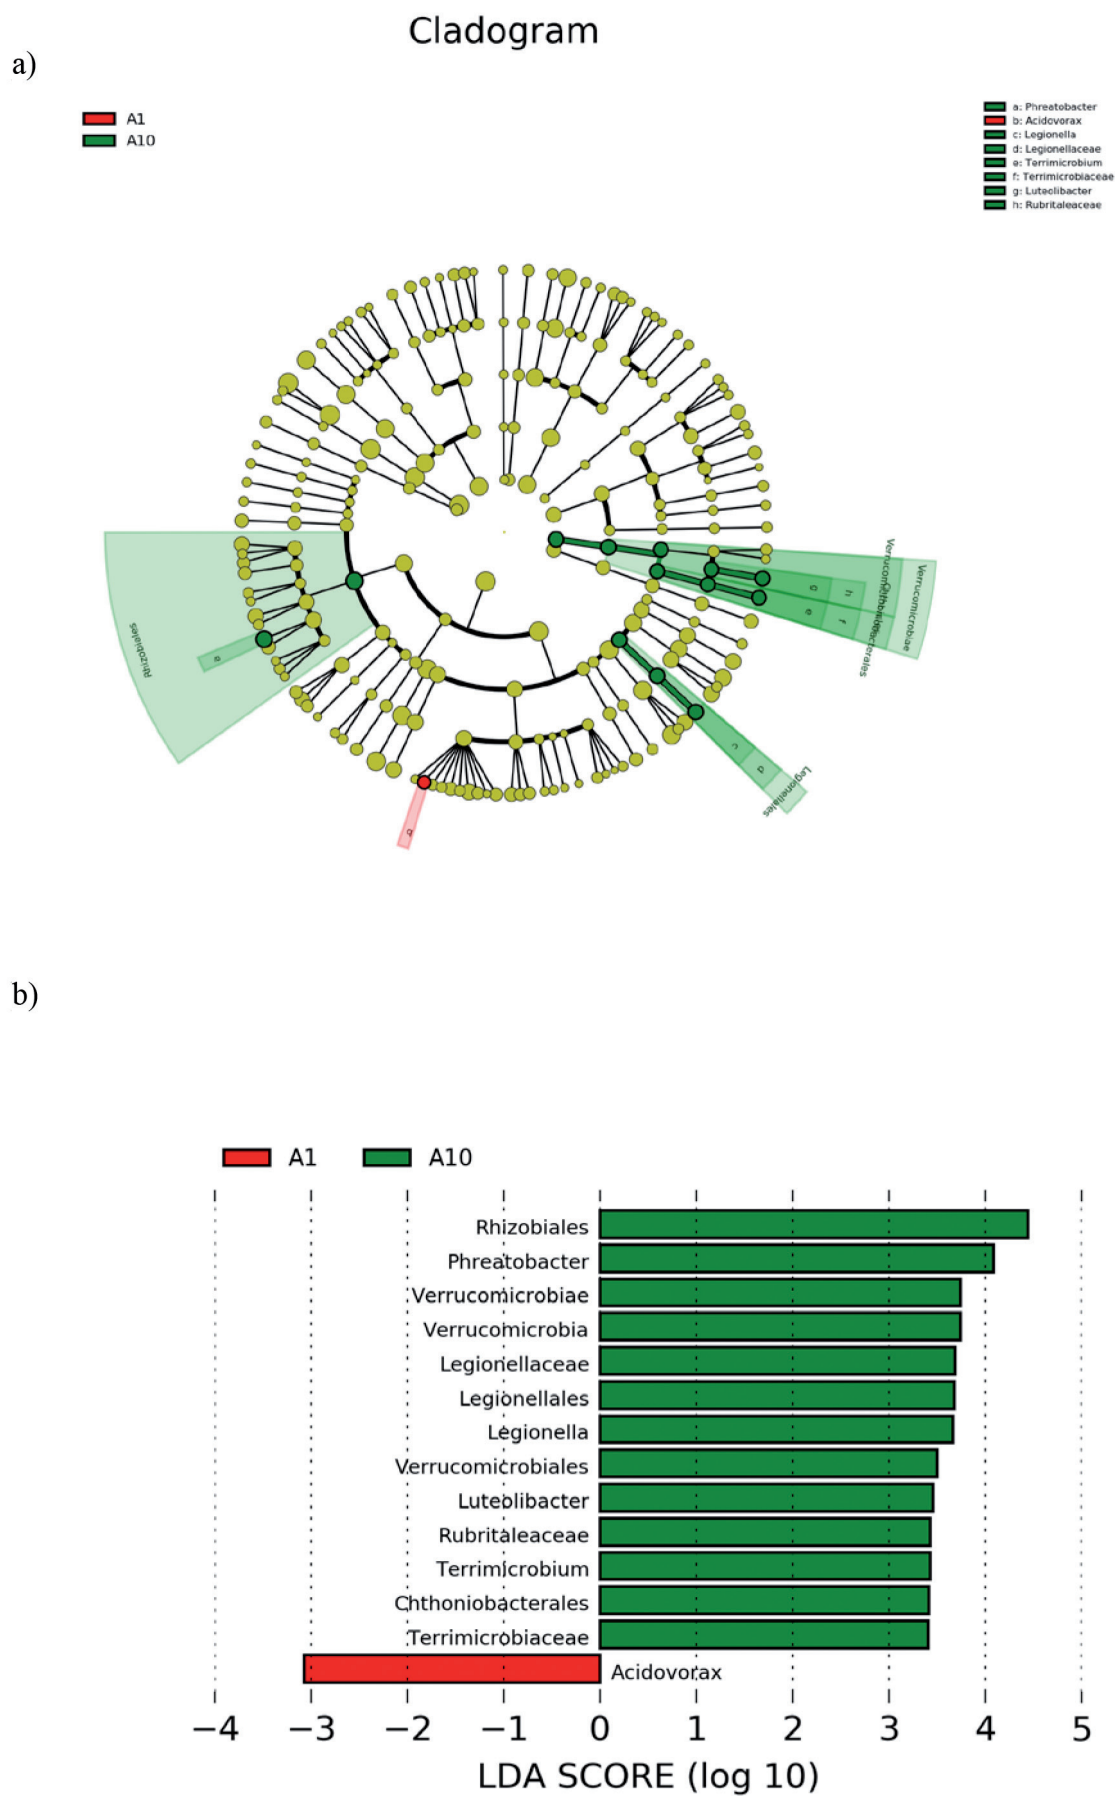 Cladogram
a)
A1
A10
a: Phreatobacter
b: Acidovorax
c: Legionella
d: Legionellaceae
e: Terrimicrobium
f: Terrimicrobiaceae
g: Luteolibacter
h: Rubritaleaceae
Verrucomicrobiae
h
g
f
e
Rhizobiales
a
c
d
Legionellales
b
b)
A1
A10
Rhizobiales
Phreatobacter
Verrucomicrobiae
Verrucomicrobia
Legionellaceae
Legionellales
Legionella
Verrucomicrobiales
Luteolibacter
Rubritaleaceae
Terrimicrobium
Chthoniobacterales
Terrimicrobiaceae
Acidovorax
−4 −3 −2 −1 0 1 2 3 4 5
LDA SCORE (log 10)